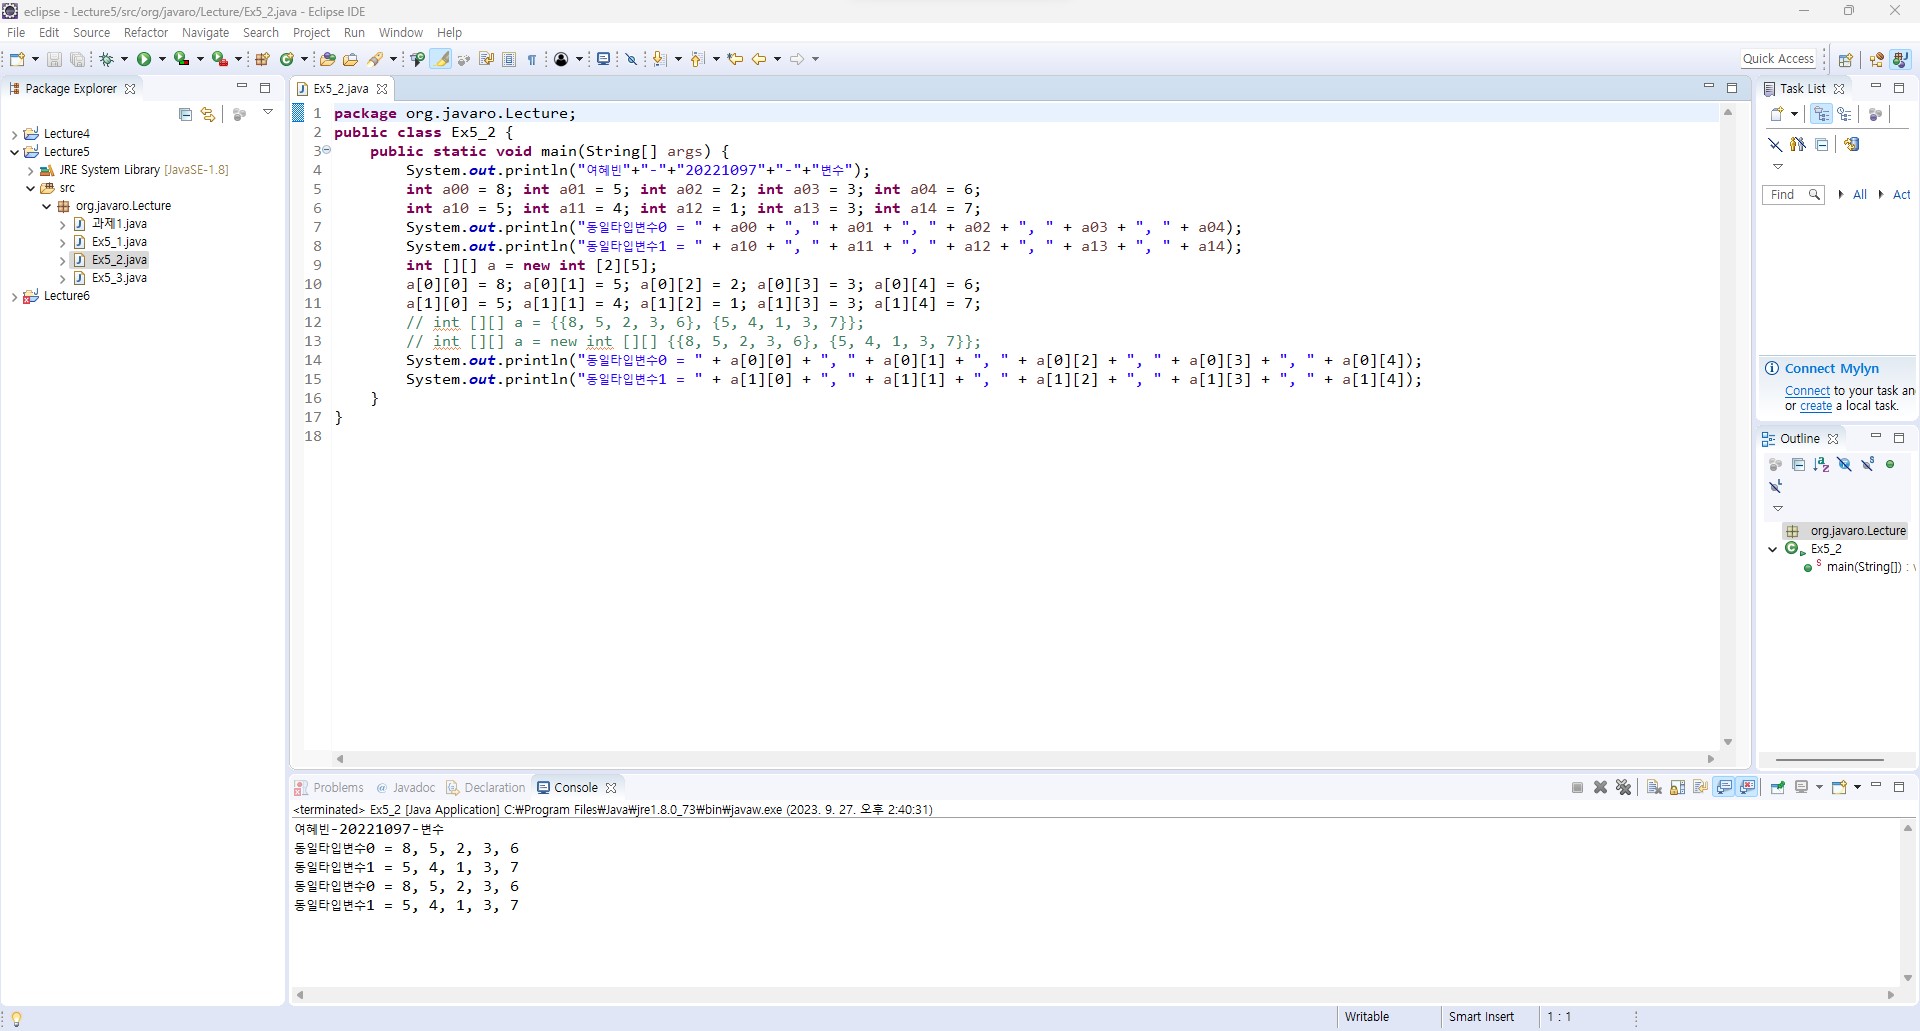 eclipse - Lecture5/src/org/javaro/Lecture/Ex5_2.java - Eclipse IDE
File Edit Source Refactor Navigate Search Project Run Window Help
Quick Access
Package Explorer
Lecture4
Lecture5
JRE System Library [JavaSE-1.8]
src
org.javaro.Lecture
과제1.java
Ex5_1.java
Ex5_2.java
Ex5_3.java
Lecture6
Ex5_2.java
1 package org.javaro.Lecture;
2 public class Ex5_2 {
3 public static void main(String[] args) {
4 System.out.println("여혜빈"+"-"+"20221097"+"-"+"변수");
5 int a00 = 8; int a01 = 5; int a02 = 2; int a03 = 3; int a04 = 6;
6 int a10 = 5; int a11 = 4; int a12 = 1; int a13 = 3; int a14 = 7;
7 System.out.println("동일타입변수0 = " + a00 + ", " + a01 + ", " + a02 + ", " + a03 + ", " + a04);
8 System.out.println("동일타입변수1 = " + a10 + ", " + a11 + ", " + a12 + ", " + a13 + ", " + a14);
9 int [][] a = new int [2][5];
10 a[0][0] = 8; a[0][1] = 5; a[0][2] = 2; a[0][3] = 3; a[0][4] = 6;
11 a[1][0] = 5; a[1][1] = 4; a[1][2] = 1; a[1][3] = 3; a[1][4] = 7;
12 // int [][] a = {{8, 5, 2, 3, 6}, {5, 4, 1, 3, 7}};
13 // int [][] a = new int [][] {{8, 5, 2, 3, 6}, {5, 4, 1, 3, 7}};
14 System.out.println("동일타입변수0 = " + a[0][0] + ", " + a[0][1] + ", " + a[0][2] + ", " + a[0][3] + ", " + a[0][4]);
15 System.out.println("동일타입변수1 = " + a[1][0] + ", " + a[1][1] + ", " + a[1][2] + ", " + a[1][3] + ", " + a[1][4]);
16 }
17 }
18
Task List
Find All Act
Connect Mylyn
Connect to your task an
or create a local task.
Outline
org.javaro.Lecture
Ex5_2
main(String[]) :
Problems Javadoc Declaration Console
<terminated> Ex5_2 [Java Application] C:₩Program Files₩Java₩jre1.8.0_73₩bin₩javaw.exe (2023. 9. 27. 오후 2:40:31)
여혜빈-20221097-변수
동일타입변수0 = 8, 5, 2, 3, 6
동일타입변수1 = 5, 4, 1, 3, 7
동일타입변수0 = 8, 5, 2, 3, 6
동일타입변수1 = 5, 4, 1, 3, 7
Writable Smart Insert 1 : 1